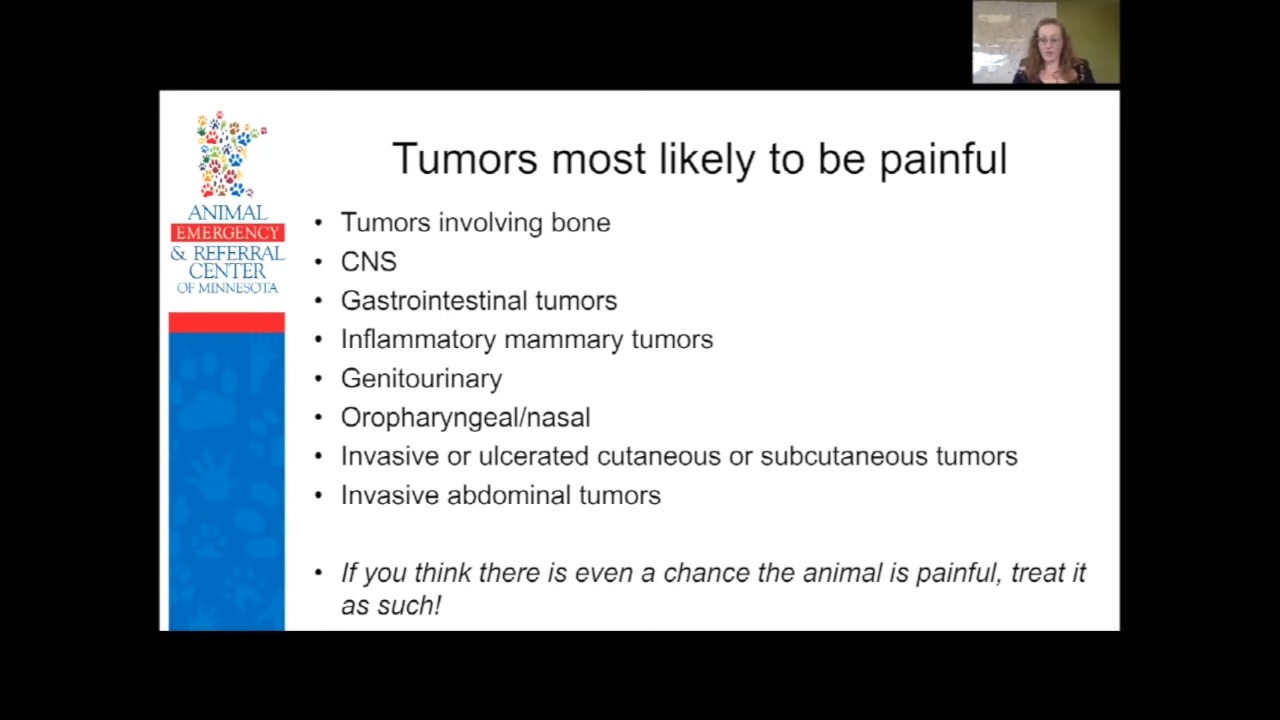 Tumors most likely to be painful
ANIMAL
EMERGENCY
& REFERRAL
CENTER
OF MINNESOTA
• Tumors involving bone
• CNS
• Gastrointestinal tumors
• Inflammatory mammary tumors
• Genitourinary
• Oropharyngeal/nasal
• Invasive or ulcerated cutaneous or subcutaneous tumors
• Invasive abdominal tumors
• If you think there is even a chance the animal is painful, treat it
as such!